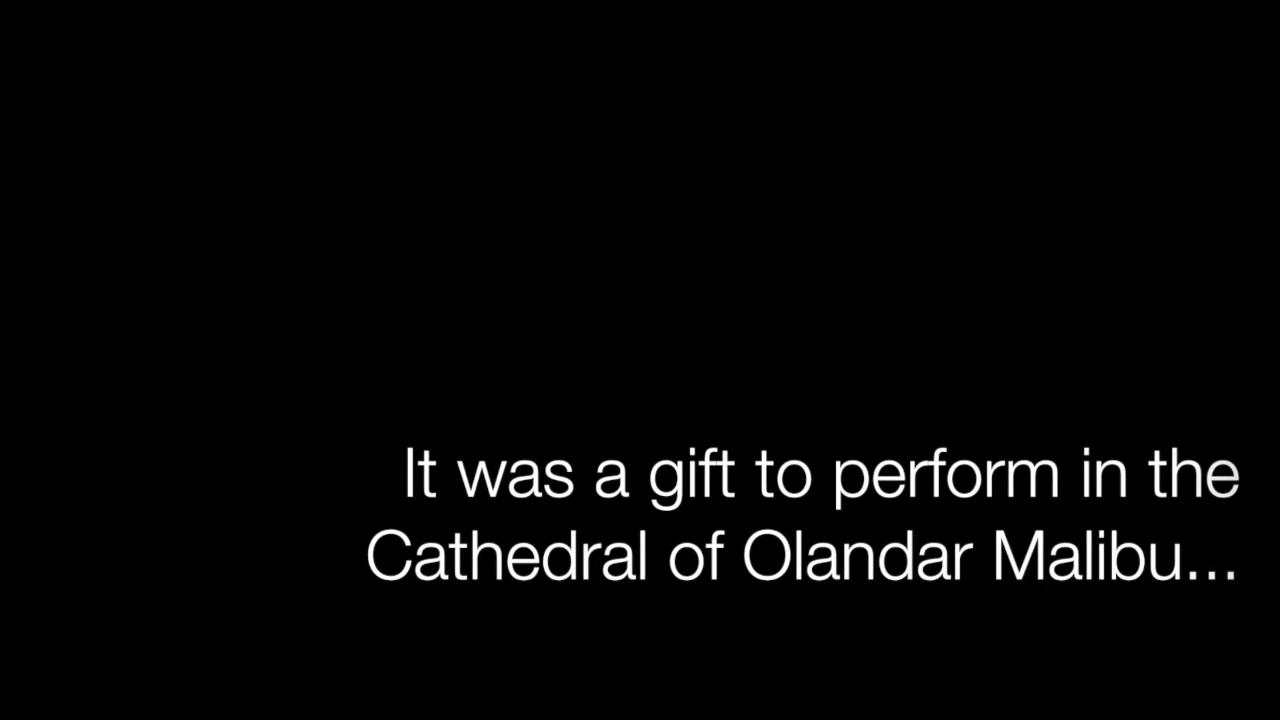 It was a gift to perform in the
Cathedral of Olandar Malibu...